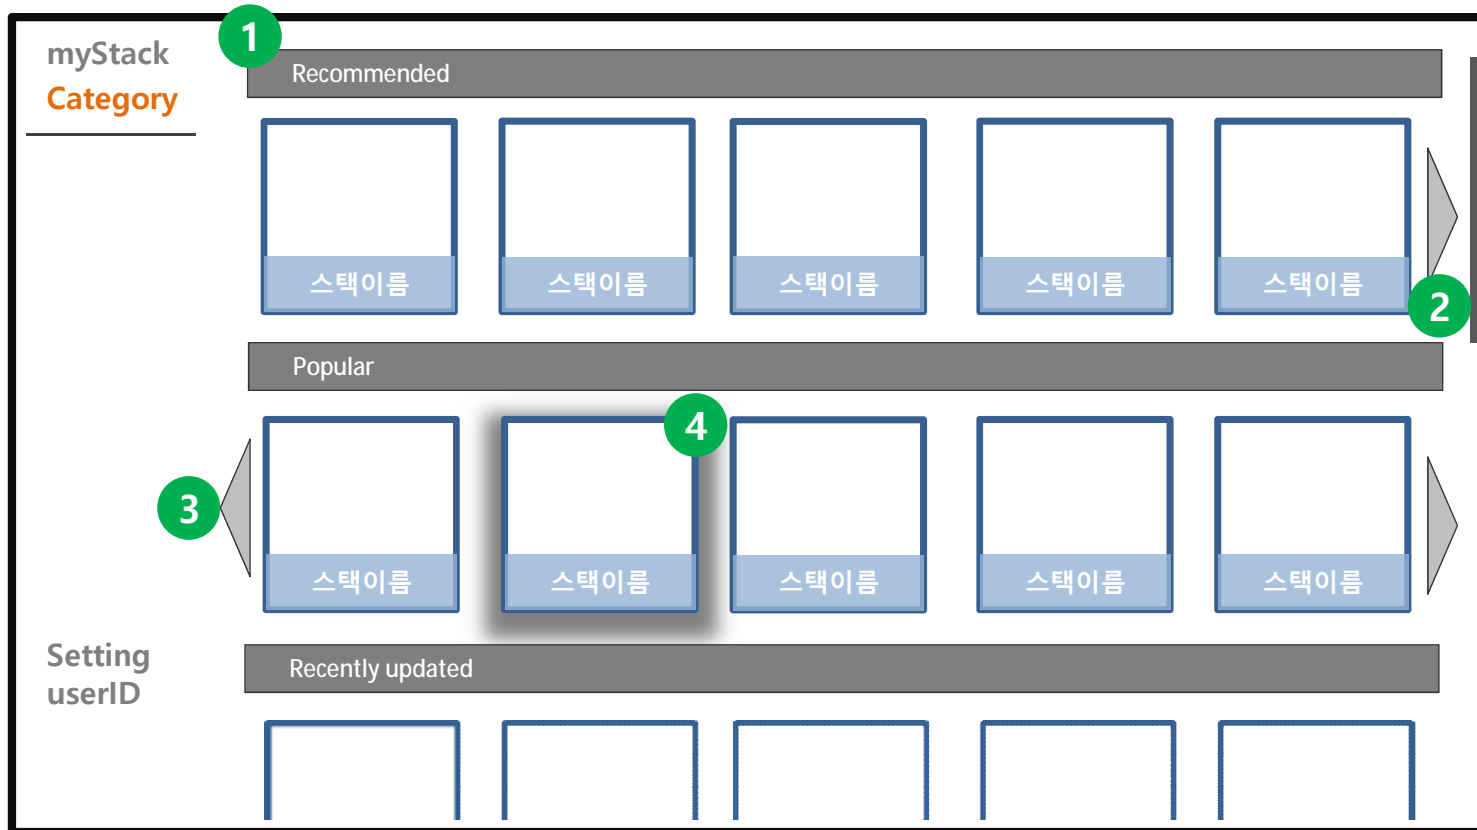 myStack
Category
1
Recommended
스택이름 스택이름 스택이름 스택이름 스택이름
2
Popular
4
3
스택이름 스택이름 스택이름 스택이름 스택이름
Setting
userID
Recently updated